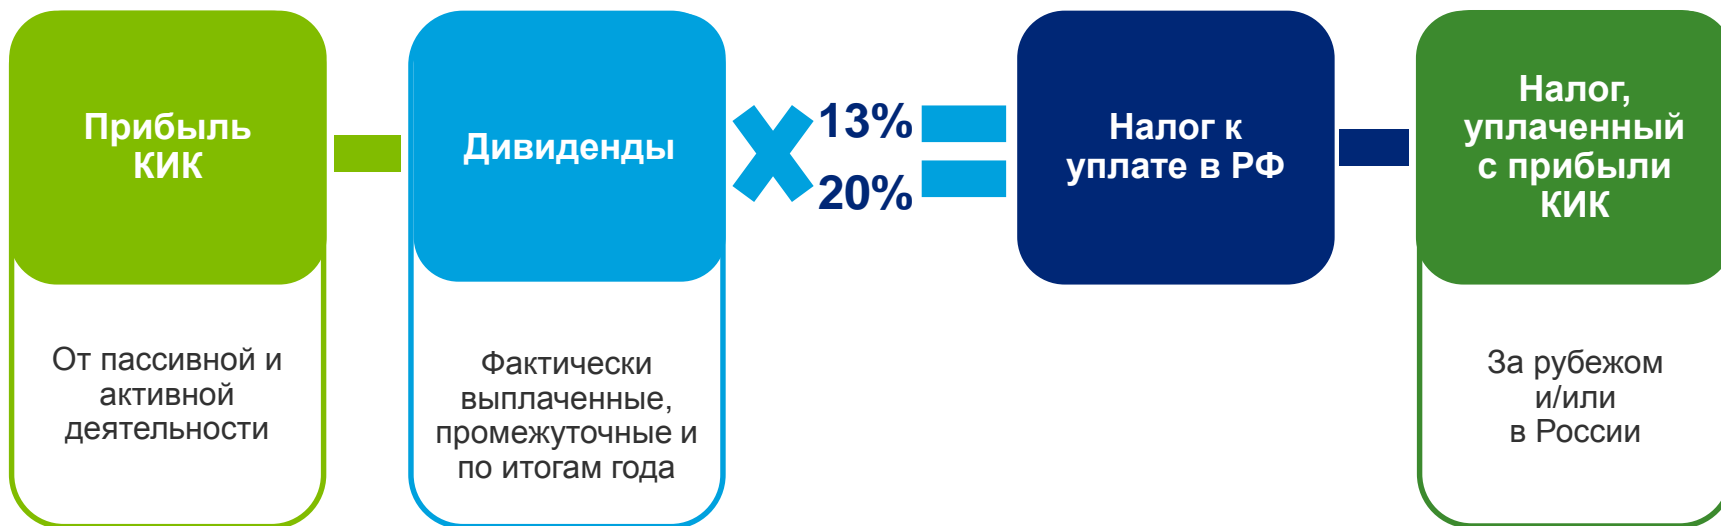 Прибыль
КИК
Дивиденды
13%
20%
Налог к
уплате в РФ
Налог,
уплаченный
с прибыли
КИК
От пассивной и
активной
деятельности
Фактически
выплаченные,
промежуточные и
по итогам года
За рубежом
и/или
в России